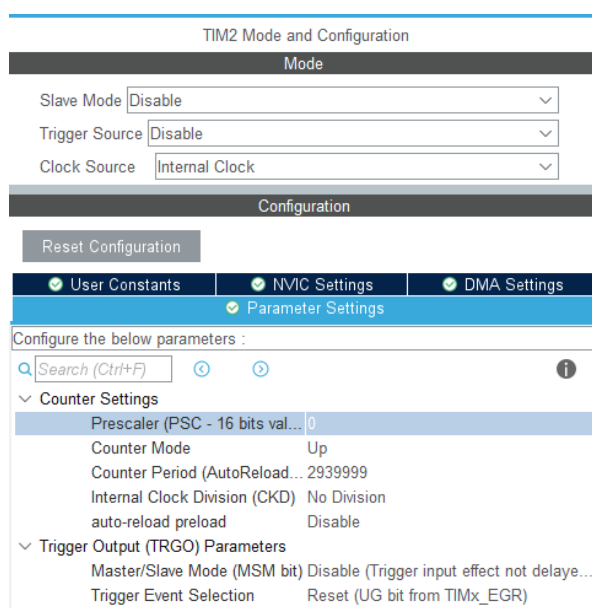 TIM2 Mode and Configuration
Mode
Slave Mode Disable
Trigger Source Disable
Clock Source Internal Clock
Configuration
Reset Configuration
User Constants NVIC Settings DMA Settings
Parameter Settings
Configure the below parameters :
Search (Ctrl+F)
Counter Settings
Prescaler (PSC - 16 bits val... 0
Counter Mode Up
Counter Period (AutoReload... 2939999
Internal Clock Division (CKD) No Division
auto-reload preload Disable
Trigger Output (TRGO) Parameters
Master/Slave Mode (MSM bit) Disable (Trigger input effect not delaye...
Trigger Event Selection Reset (UG bit from TIMx_EGR)